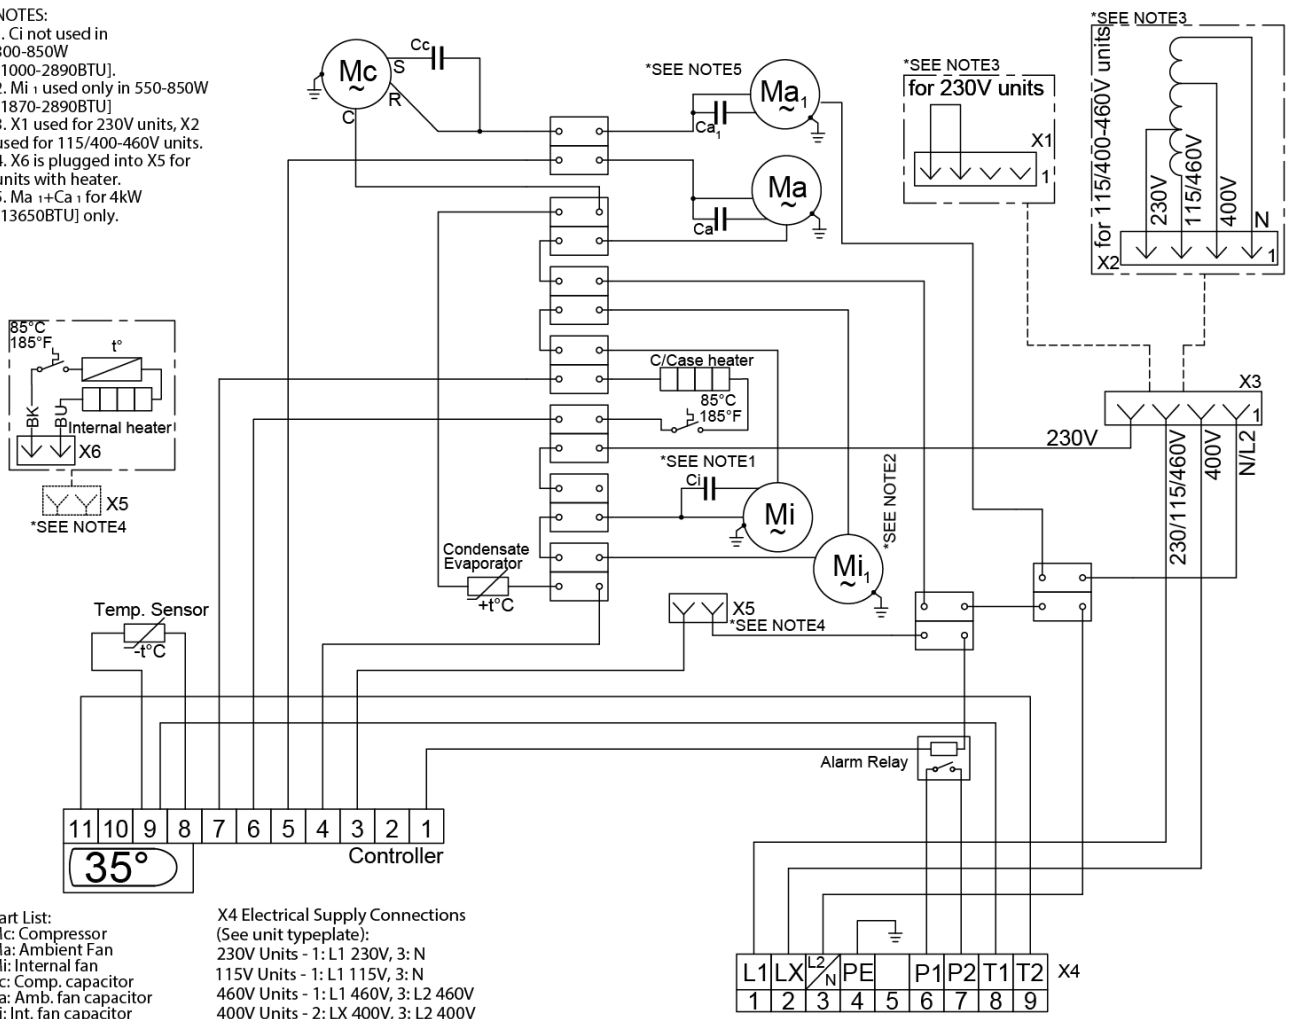 NOTES:
. Ci not used in
300-850W
1000-2890BTU].
2. Mi 1 used only in 550-850W
1870-2890BTU]
3. X1 used for 230V units, X2
used for 115/400-460V units.
4. X6 is plugged into X5 for
units with heater.
5. Ma 1+Ca 1 for 4kW
13650BTU] only.
Mc
~
S
R
C
Cc
*SEE NOTE5
Ma1
~
Ca1
Ma
~
Ca
*SEE NOTE3
for 230V units
X1
1
*SEE NOTE3
for 115/400-460V units
230V
115/460V
400V
N
X2
1
85°C
185°F
t°
BK
BU
Internal heater
X6
X5
*SEE NOTE4
C/Case heater
85°C
185°F
*SEE NOTE1
Ci
Mi
~
*SEE NOTE2
Mi1
~
X3
1
230V
230/115/460V
400V
N/L2
Condensate
Evaporator
+t°C
Temp. Sensor
-t°C
X5
*SEE NOTE4
Alarm Relay
11 10 9 8 7 6 5 4 3 2 1
35°
Controller
art List:
Mc: Compressor
Ma: Ambient Fan
Mi: Internal fan
c: Comp. capacitor
a: Amb. fan capacitor
i: Int. fan capacitor
X4 Electrical Supply Connections
(See unit typeplate):
230V Units - 1: L1 230V, 3: N
115V Units - 1: L1 115V, 3: N
460V Units - 1: L1 460V, 3: L2 460V
400V Units - 2: LX 400V, 3: L2 400V
L1 LX L2/N PE P1 P2 T1 T2 X4
1 2 3 4 5 6 7 8 9